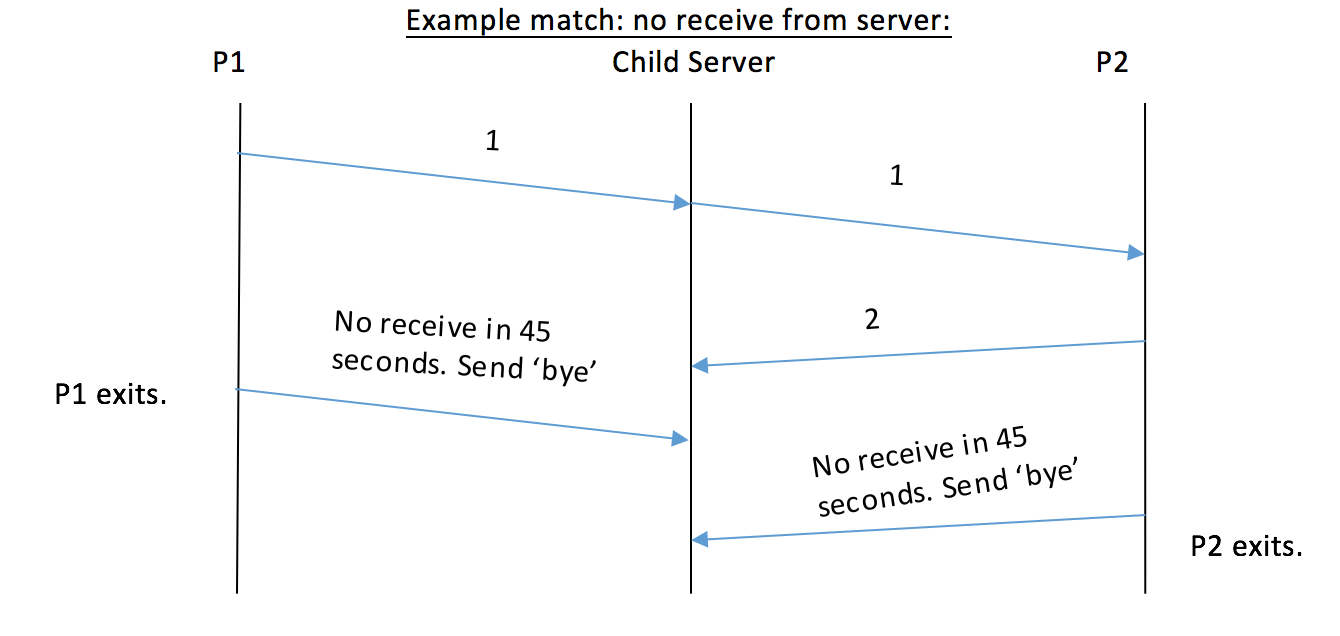 Example match: no receive from server:
P1 Child Server P2
1
1
2
No receive in 45
seconds. Send ‘bye’
P1 exits.
No receive in 45
seconds. Send ‘bye’
P2 exits.